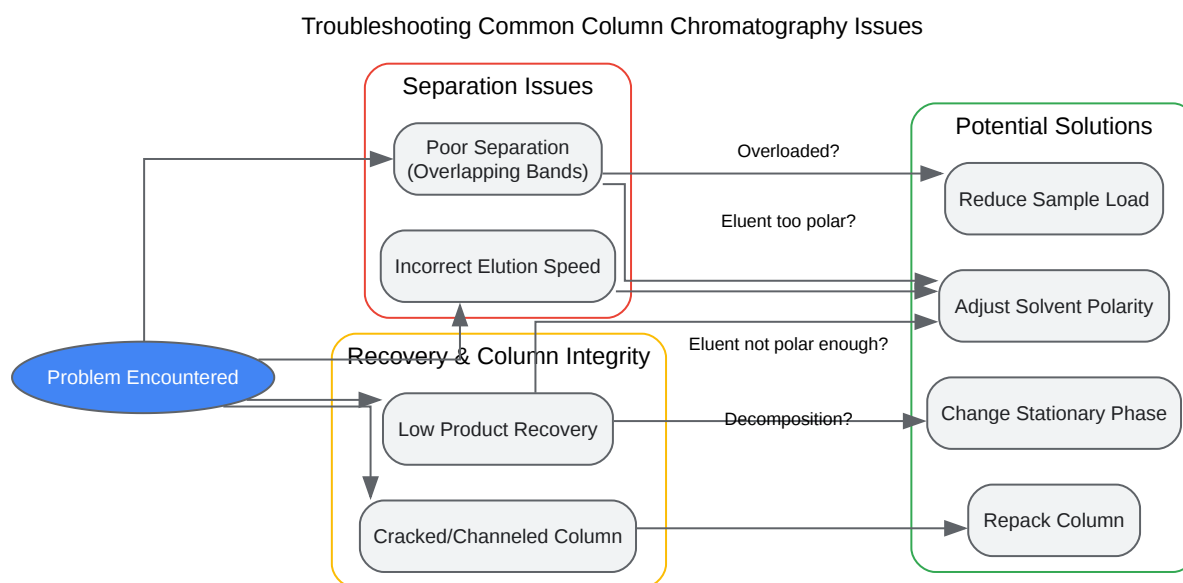 Troubleshooting Common Column Chromatography Issues
Separation Issues
Poor Separation
(Overlapping Bands)
Incorrect Elution Speed
Recovery & Column Integrity
Problem Encountered
Low Product Recovery
Cracked/Channeled Column
Overloaded?
Eluent too polar?
Eluent not polar enough?
Decomposition?
Potential Solutions
Reduce Sample Load
Adjust Solvent Polarity
Change Stationary Phase
Repack Column